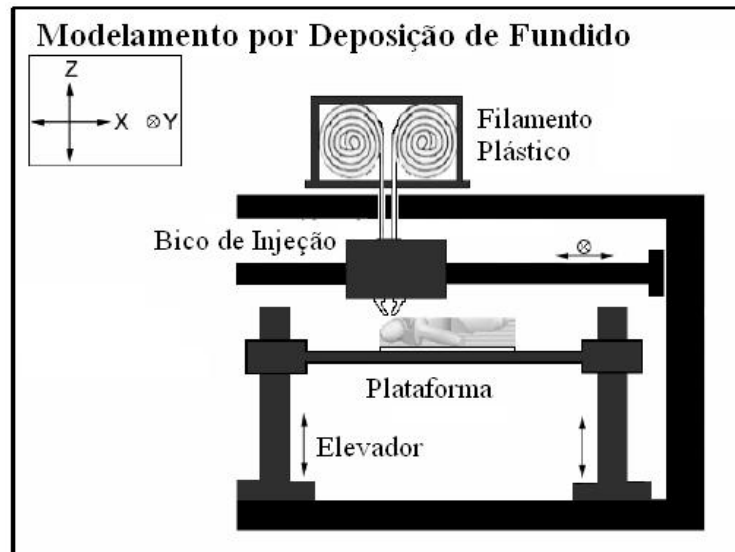 Modelamento por Deposição de Fundido
Z
X
Y
Filamento
Plástico
Bico de Injeção
Plataforma
Elevador